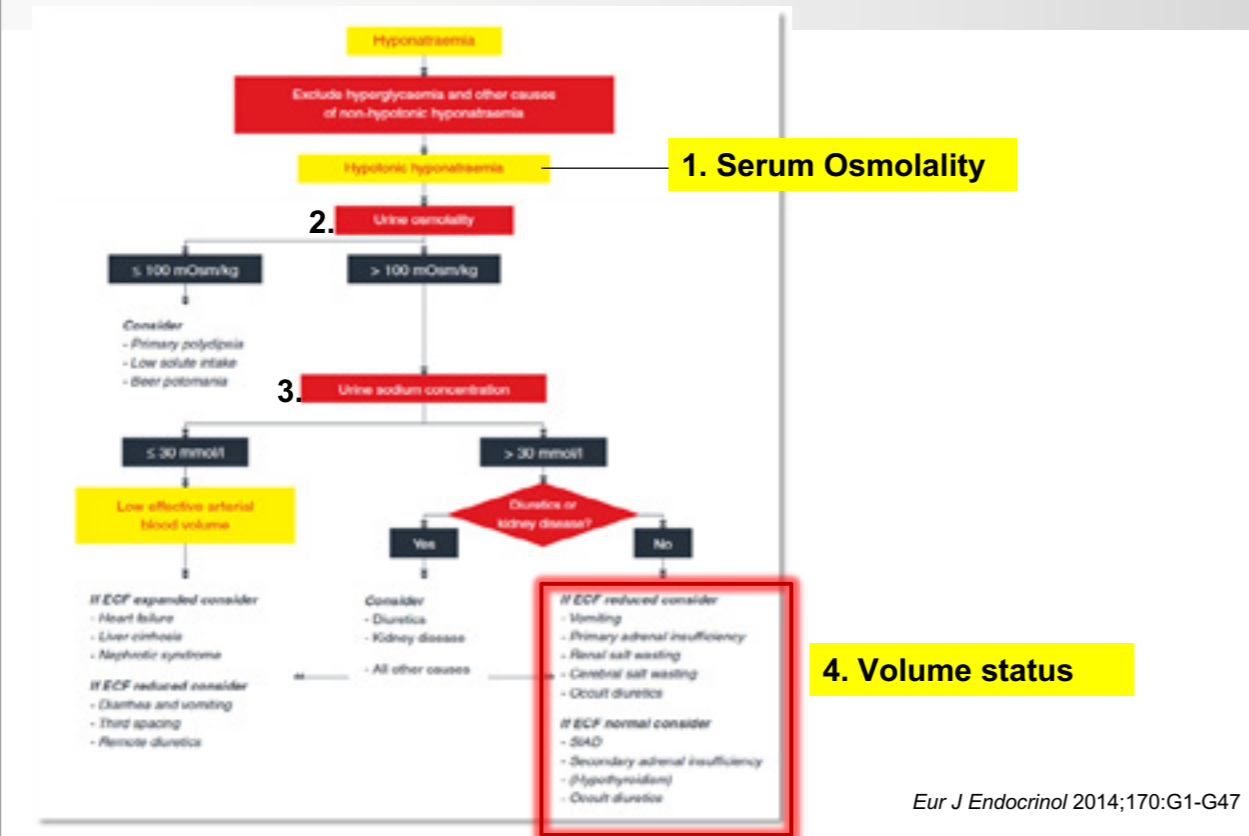 Hyponatraemia
Exclude hyperglycaemia and other causes
of non-hypotonic hyponatraemia
Hypotonic hyponatraemia
1. Serum Osmolality
2.
Urine osmolality
≤ 100 mOsm/kg
> 100 mOsm/kg
Consider
- Primary polydipsia
- Low solute intake
- Beer potomania
3.
Urine sodium concentration
≤ 30 mmol/l
> 30 mmol/l
Low effective arterial
blood volume
Diuretics or
kidney disease?
Yes
No
If ECF expanded consider
- Heart failure
- Liver cirrhosis
- Nephrotic syndrome
If ECF reduced consider
- Diarrhea and vomiting
- Third spacing
- Remote diuretics
Consider
- Diuretics
- Kidney disease
- All other causes
If ECF reduced consider
- Vomiting
- Primary adrenal insufficiency
- Renal salt wasting
- Cerebral salt wasting
- Occult diuretics
If ECF normal consider
- SIAD
- Secondary adrenal insufficiency
- (Hypothyroidism)
- Occult diuretics
4. Volume status
Eur J Endocrinol 2014;170:G1-G47